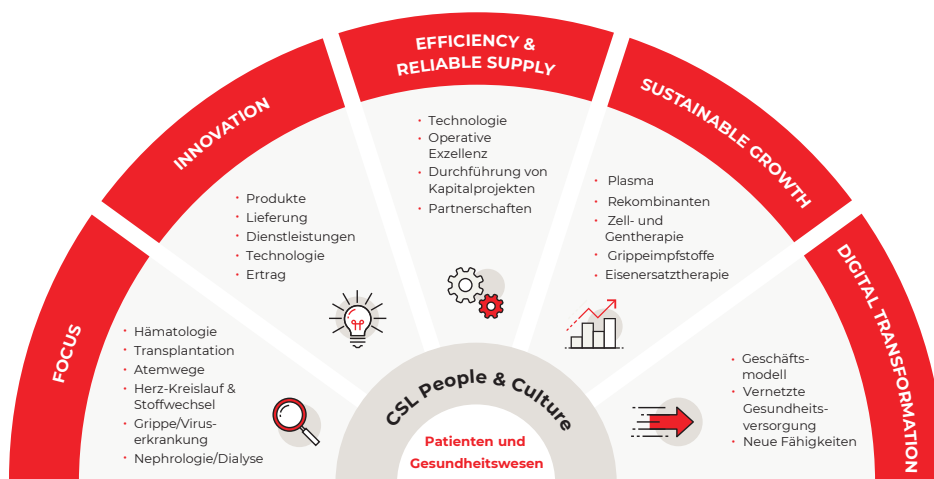 FOCUS
• Hämatologie
• Transplantation
• Atemwege
• Herz-Kreislauf &
Stoffwechsel
• Grippe/Virus-
erkrankung
• Nephrologie/Dialyse
INNOVATION
• Produkte
• Lieferung
• Dienstleistungen
• Technologie
• Ertrag
EFFICIENCY &
RELIABLE SUPPLY
• Technologie
• Operative
Exzellenz
• Durchführung von
Kapitalprojekten
• Partnerschaften
SUSTAINABLE GROWTH
• Plasma
• Rekombinanten
• Zell- und
Gentherapie
• Grippeimpfstoffe
• Eisenersatztherapie
DIGITAL TRANSFORMATION
• Geschäfts-
modell
• Vernetzte
Gesundheits-
versorgung
• Neue Fähigkeiten
CSL People & Culture
Patienten und
Gesundheitswesen